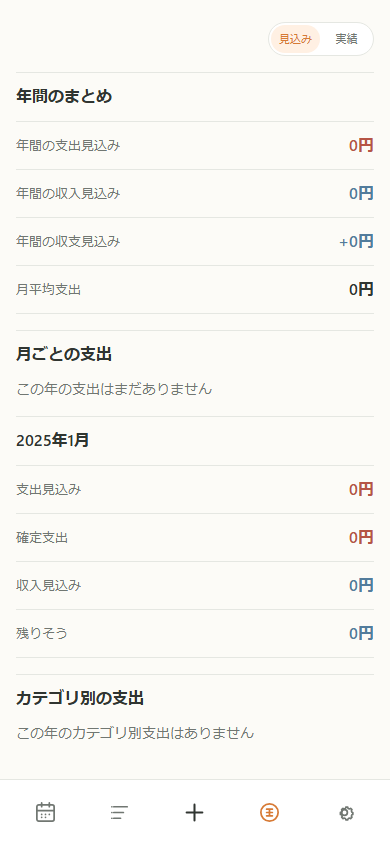 見込み 実績
年間のまとめ
年間の支出見込み 0円
年間の収入見込み 0円
年間の収支見込み +0円
月平均支出 0円
月ごとの支出
この年の支出はまだありません
2025年1月
支出見込み 0円
確定支出 0円
収入見込み 0円
残りそう 0円
カテゴリ別の支出
この年のカテゴリ別支出はありません